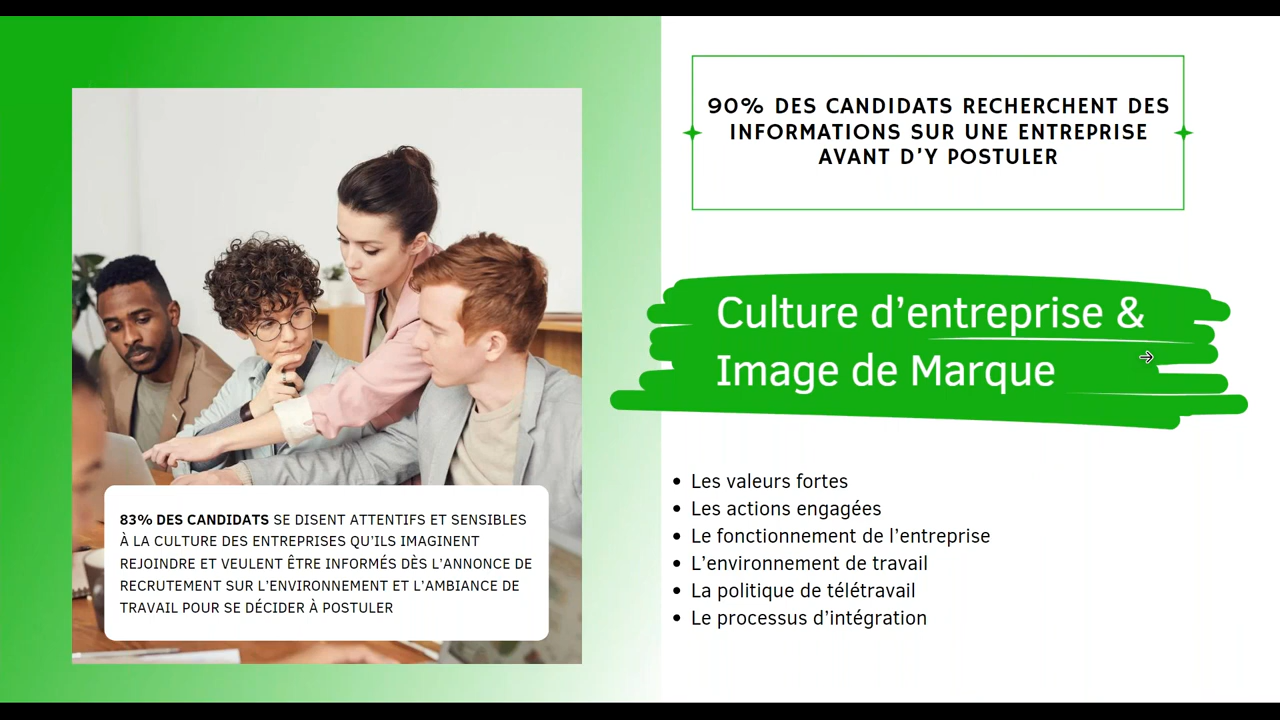 90% DES CANDIDATS RECHERCHENT DES
INFORMATIONS SUR UNE ENTREPRISE
AVANT D’Y POSTULER
Culture d’entreprise &
Image de Marque
83% DES CANDIDATS SE DISENT ATTENTIFS ET SENSIBLES
À LA CULTURE DES ENTREPRISES QU’ILS IMAGINENT
REJOINDRE ET VEULENT ÊTRE INFORMÉS DÈS L’ANNONCE DE
RECRUTEMENT SUR L’ENVIRONNEMENT ET L’AMBIANCE DE
TRAVAIL POUR SE DÉCIDER À POSTULER
• Les valeurs fortes
• Les actions engagées
• Le fonctionnement de l’entreprise
• L’environnement de travail
• La politique de télétravail
• Le processus d’intégration